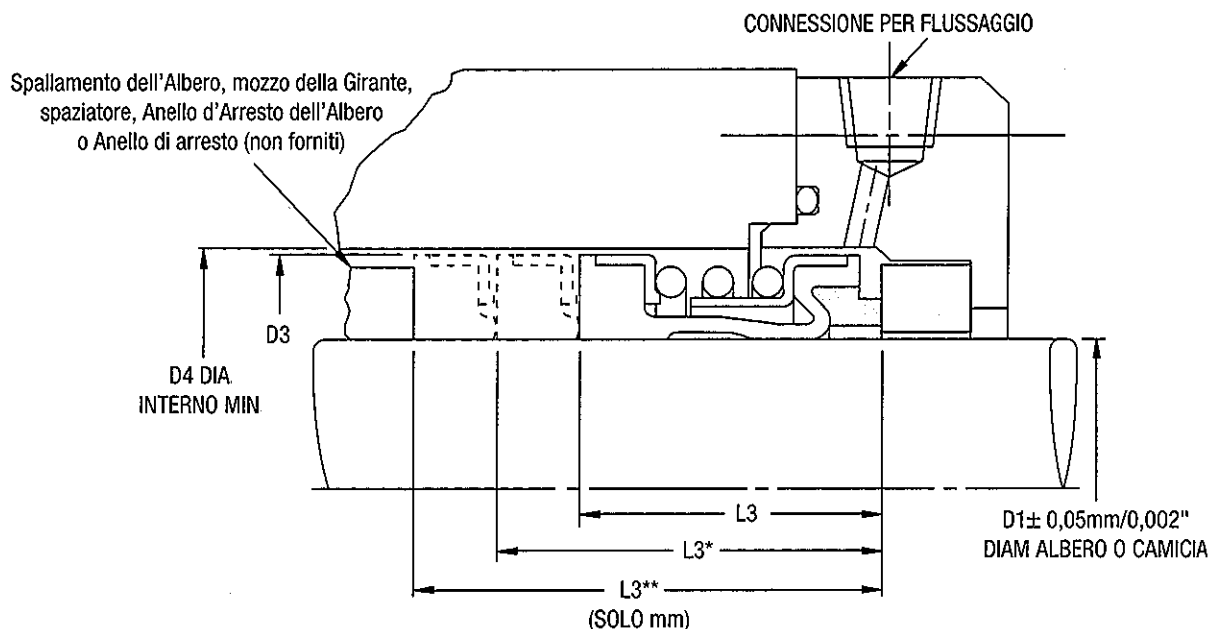 CONNESSIONE PER FLUSSAGGIO
Spallamento dell'Albero, mozzo della Girante,
spaziatore, Anello d'Arresto dell'Albero
o Anello di arresto (non forniti)
D3
D4 DIA.
INTERNO MIN
L3
L3*
L3**
(SOLO mm)
D1± 0,05mm/0,002"
DIAM ALBERO O CAMICIA